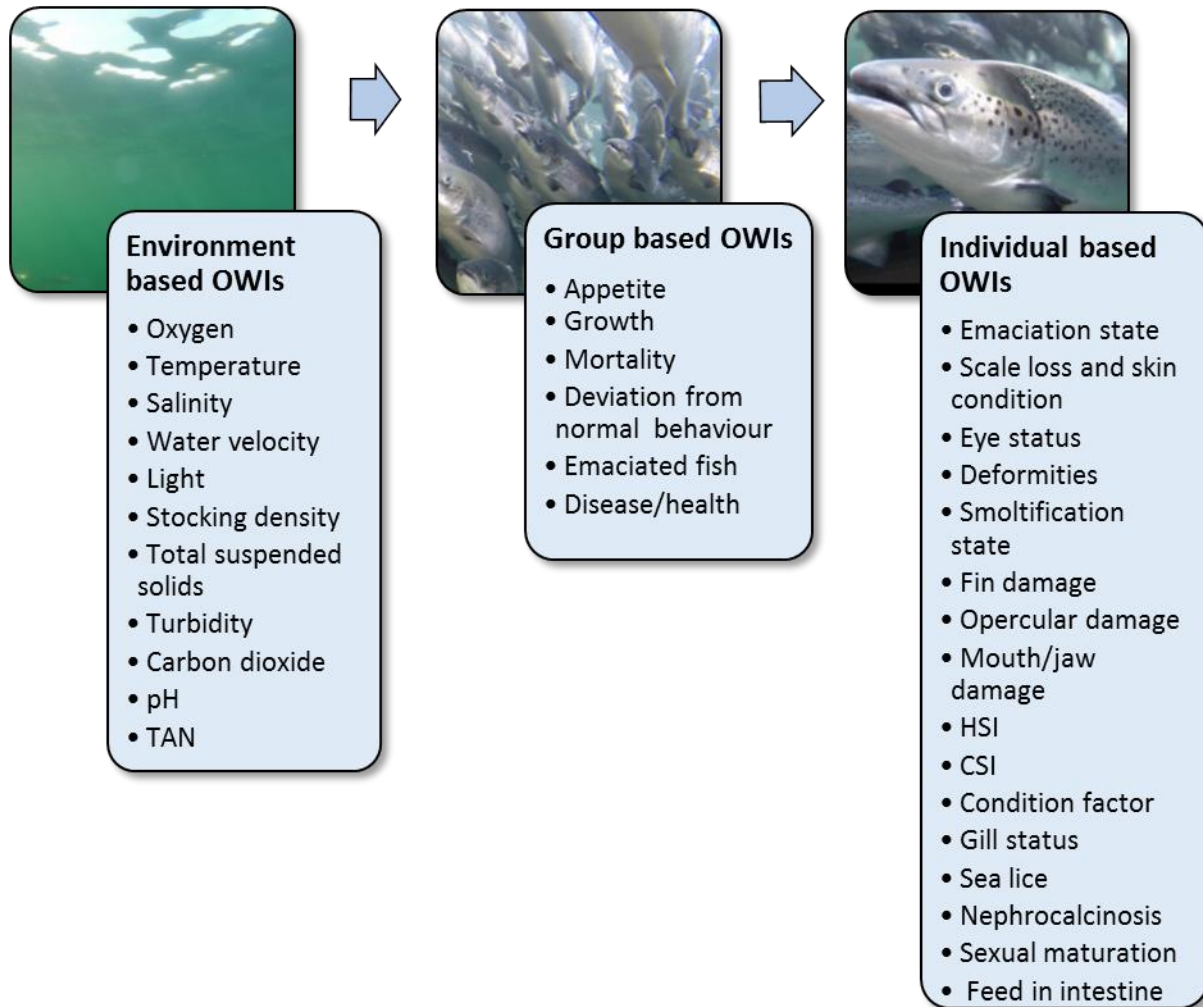 Environment
based OWIs
• Oxygen
• Temperature
• Salinity
• Water velocity
• Light
• Stocking density
• Total suspended
solids
• Turbidity
• Carbon dioxide
• pH
• TAN
Group based OWIs
• Appetite
• Growth
• Mortality
• Deviation from
normal behaviour
• Emaciated fish
• Disease/health
Individual based
OWIs
• Emaciation state
• Scale loss and skin
condition
• Eye status
• Deformities
• Smoltification
state
• Fin damage
• Opercular damage
• Mouth/jaw
damage
• HSI
• CSI
• Condition factor
• Gill status
• Sea lice
• Nephrocalcinosis
• Sexual maturation
• Feed in intestine